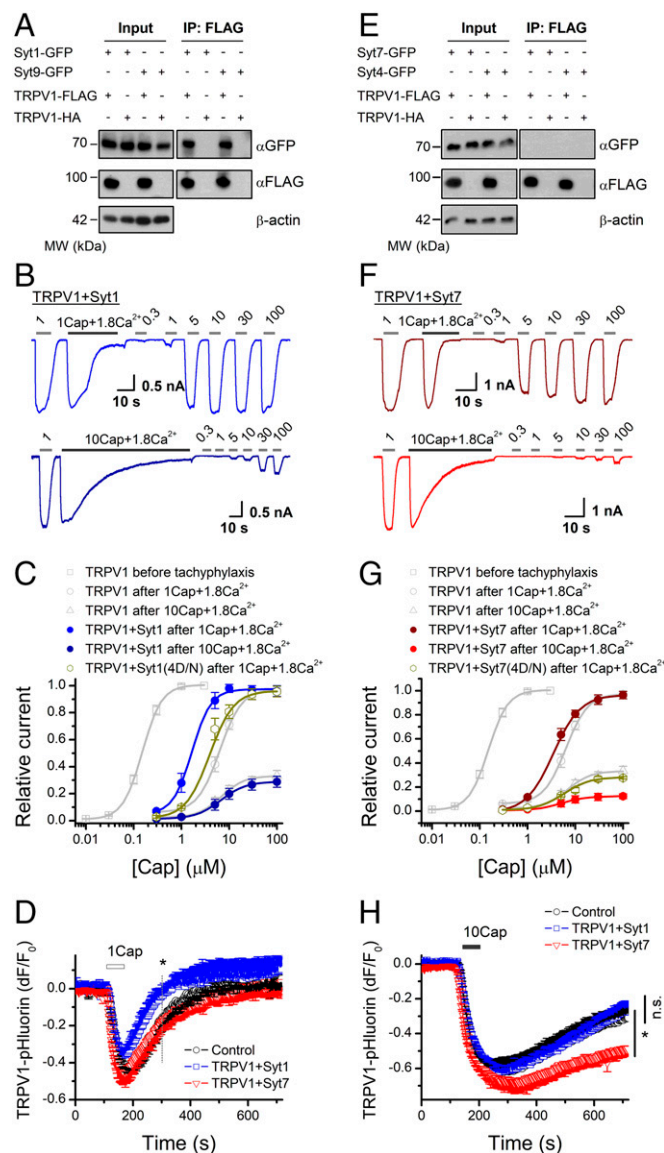 A
Input IP: FLAG
Syt1-GFP + + - - + + - -
Syt9-GFP - - + + - - + +
TRPV1-FLAG + - + - + - + -
TRPV1-HA - + - + - + - +
70 αGFP
100 αFLAG
42 β-actin
MW (kDa)
B
TRPV1+Syt1
1 1Cap+1.8Ca²⁺ 0.3 1 5 10 30 100
0.5 nA
10 s
1 10Cap+1.8Ca²⁺ 0.3 1 5 10 30 100
0.5 nA
10 s
C
TRPV1 before tachyphylaxis
TRPV1 after 1Cap+1.8Ca²⁺
TRPV1 after 10Cap+1.8Ca²⁺
TRPV1+Syt1 after 1Cap+1.8Ca²⁺
TRPV1+Syt1 after 10Cap+1.8Ca²⁺
TRPV1+Syt1(4D/N) after 1Cap+1.8Ca²⁺
Relative current
1.0
0.8
0.6
0.4
0.2
0.0
0.01 0.1 1 10 100
[Cap] (μM)
D
TRPV1-pHluorin (dF/F₀)
1Cap
*
0.0
-0.2
-0.4
-0.6
Control
TRPV1+Syt1
TRPV1+Syt7
0 200 400 600
Time (s)
E
Input IP: FLAG
Syt7-GFP + + - - + + - -
Syt4-GFP - - + + - - + +
TRPV1-FLAG + - + - + - + -
TRPV1-HA - + - + - + - +
70 αGFP
100 αFLAG
42 β-actin
MW (kDa)
F
TRPV1+Syt7
1 1Cap+1.8Ca²⁺ 0.3 1 5 10 30 100
1 nA
10 s
1 10Cap+1.8Ca²⁺ 0.3 1 5 10 30 100
1 nA
10 s
G
TRPV1 before tachyphylaxis
TRPV1 after 1Cap+1.8Ca²⁺
TRPV1 after 10Cap+1.8Ca²⁺
TRPV1+Syt7 after 1Cap+1.8Ca²⁺
TRPV1+Syt7 after 10Cap+1.8Ca²⁺
TRPV1+Syt7(4D/N) after 1Cap+1.8Ca²⁺
Relative current
1.0
0.8
0.6
0.4
0.2
0.0
0.01 0.1 1 10 100
[Cap] (μM)
H
TRPV1-pHluorin (dF/F₀)
10Cap
Control
TRPV1+Syt1
TRPV1+Syt7
0.0
-0.2
-0.4
-0.6
n.s.
*
0 200 400 600
Time (s)